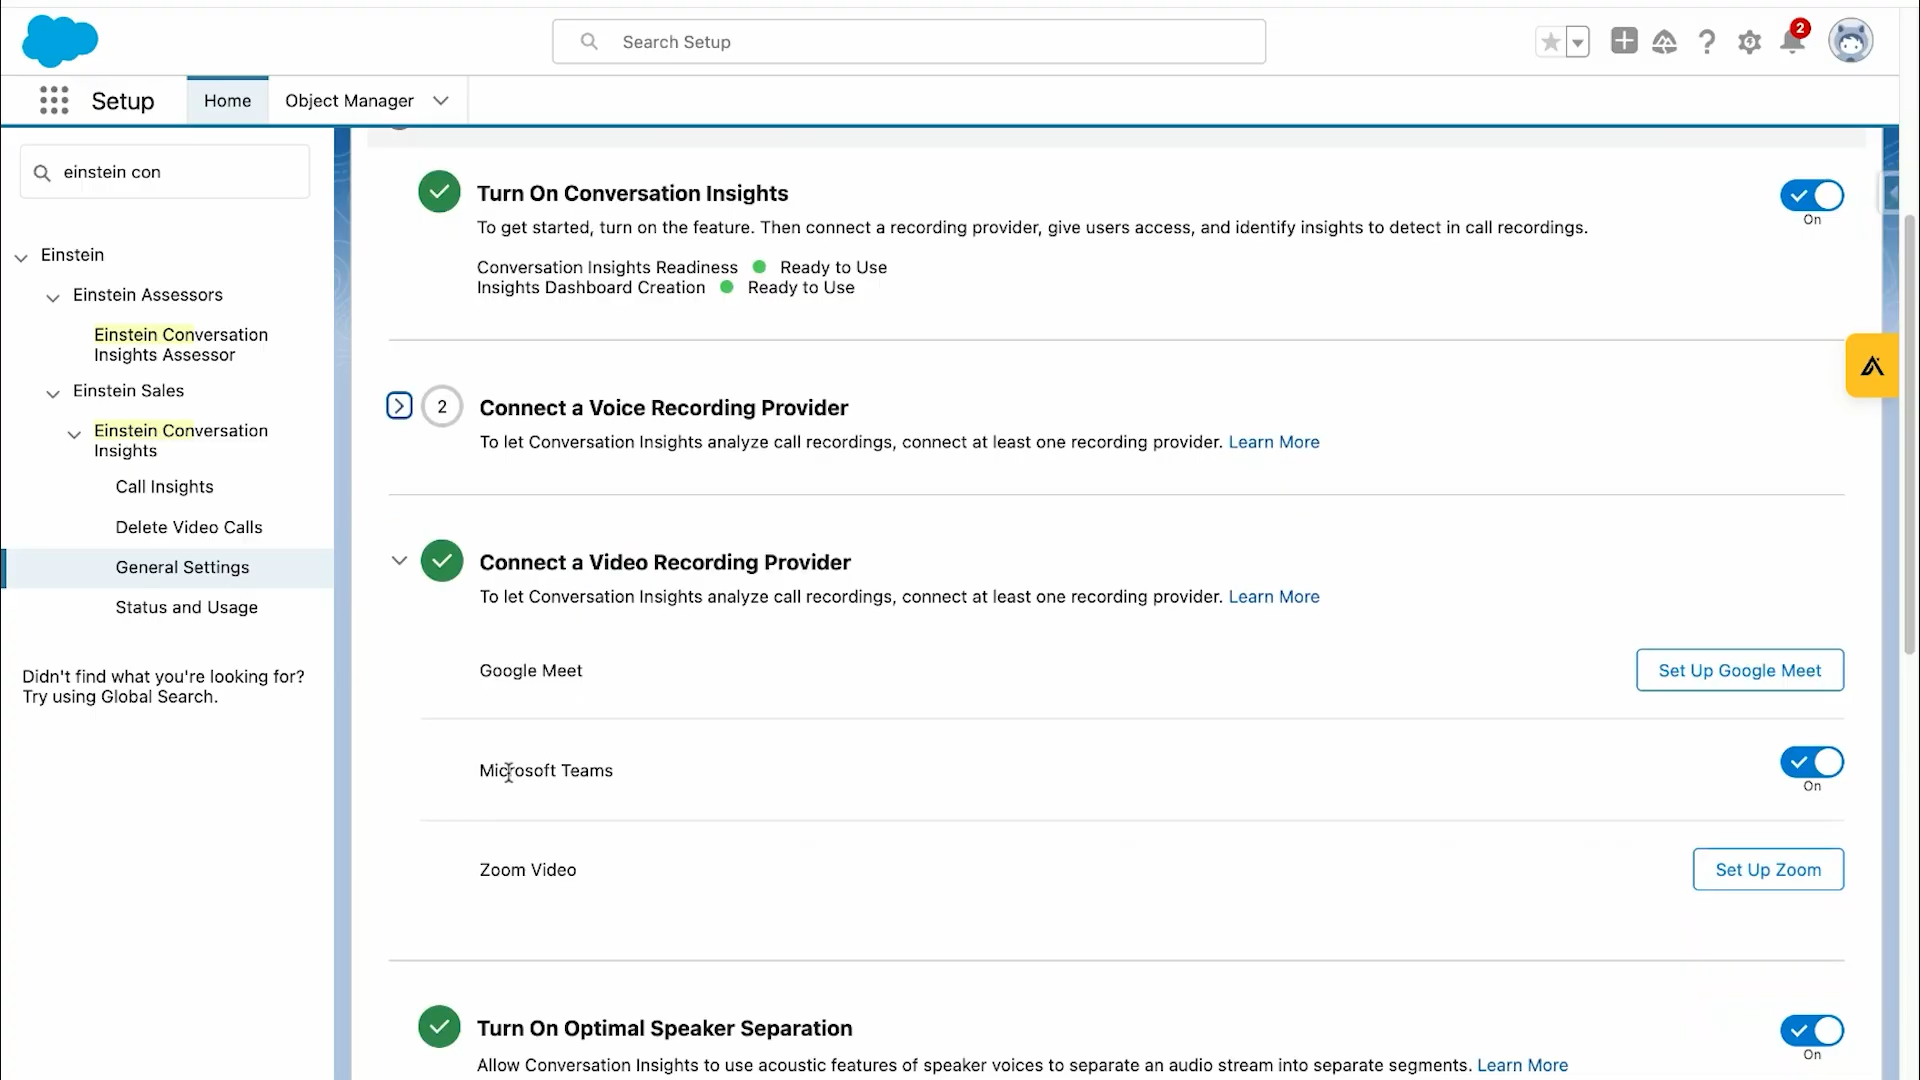 Search Setup
2
Setup
Home
Object Manager
einstein con
Einstein
Einstein Assessors
Einstein Conversation
Insights Assessor
Einstein Sales
Einstein Conversation
Insights
Call Insights
Delete Video Calls
General Settings
Status and Usage
Didn't find what you're looking for?
Try using Global Search.
Turn On Conversation Insights
On
To get started, turn on the feature. Then connect a recording provider, give users access, and identify insights to detect in call recordings.
Conversation Insights Readiness Ready to Use
Insights Dashboard Creation Ready to Use
2 Connect a Voice Recording Provider
To let Conversation Insights analyze call recordings, connect at least one recording provider. Learn More
Connect a Video Recording Provider
To let Conversation Insights analyze call recordings, connect at least one recording provider. Learn More
Google Meet Set Up Google Meet
Microsoft Teams
On
Zoom Video Set Up Zoom
Turn On Optimal Speaker Separation
On
Allow Conversation Insights to use acoustic features of speaker voices to separate an audio stream into separate segments. Learn More